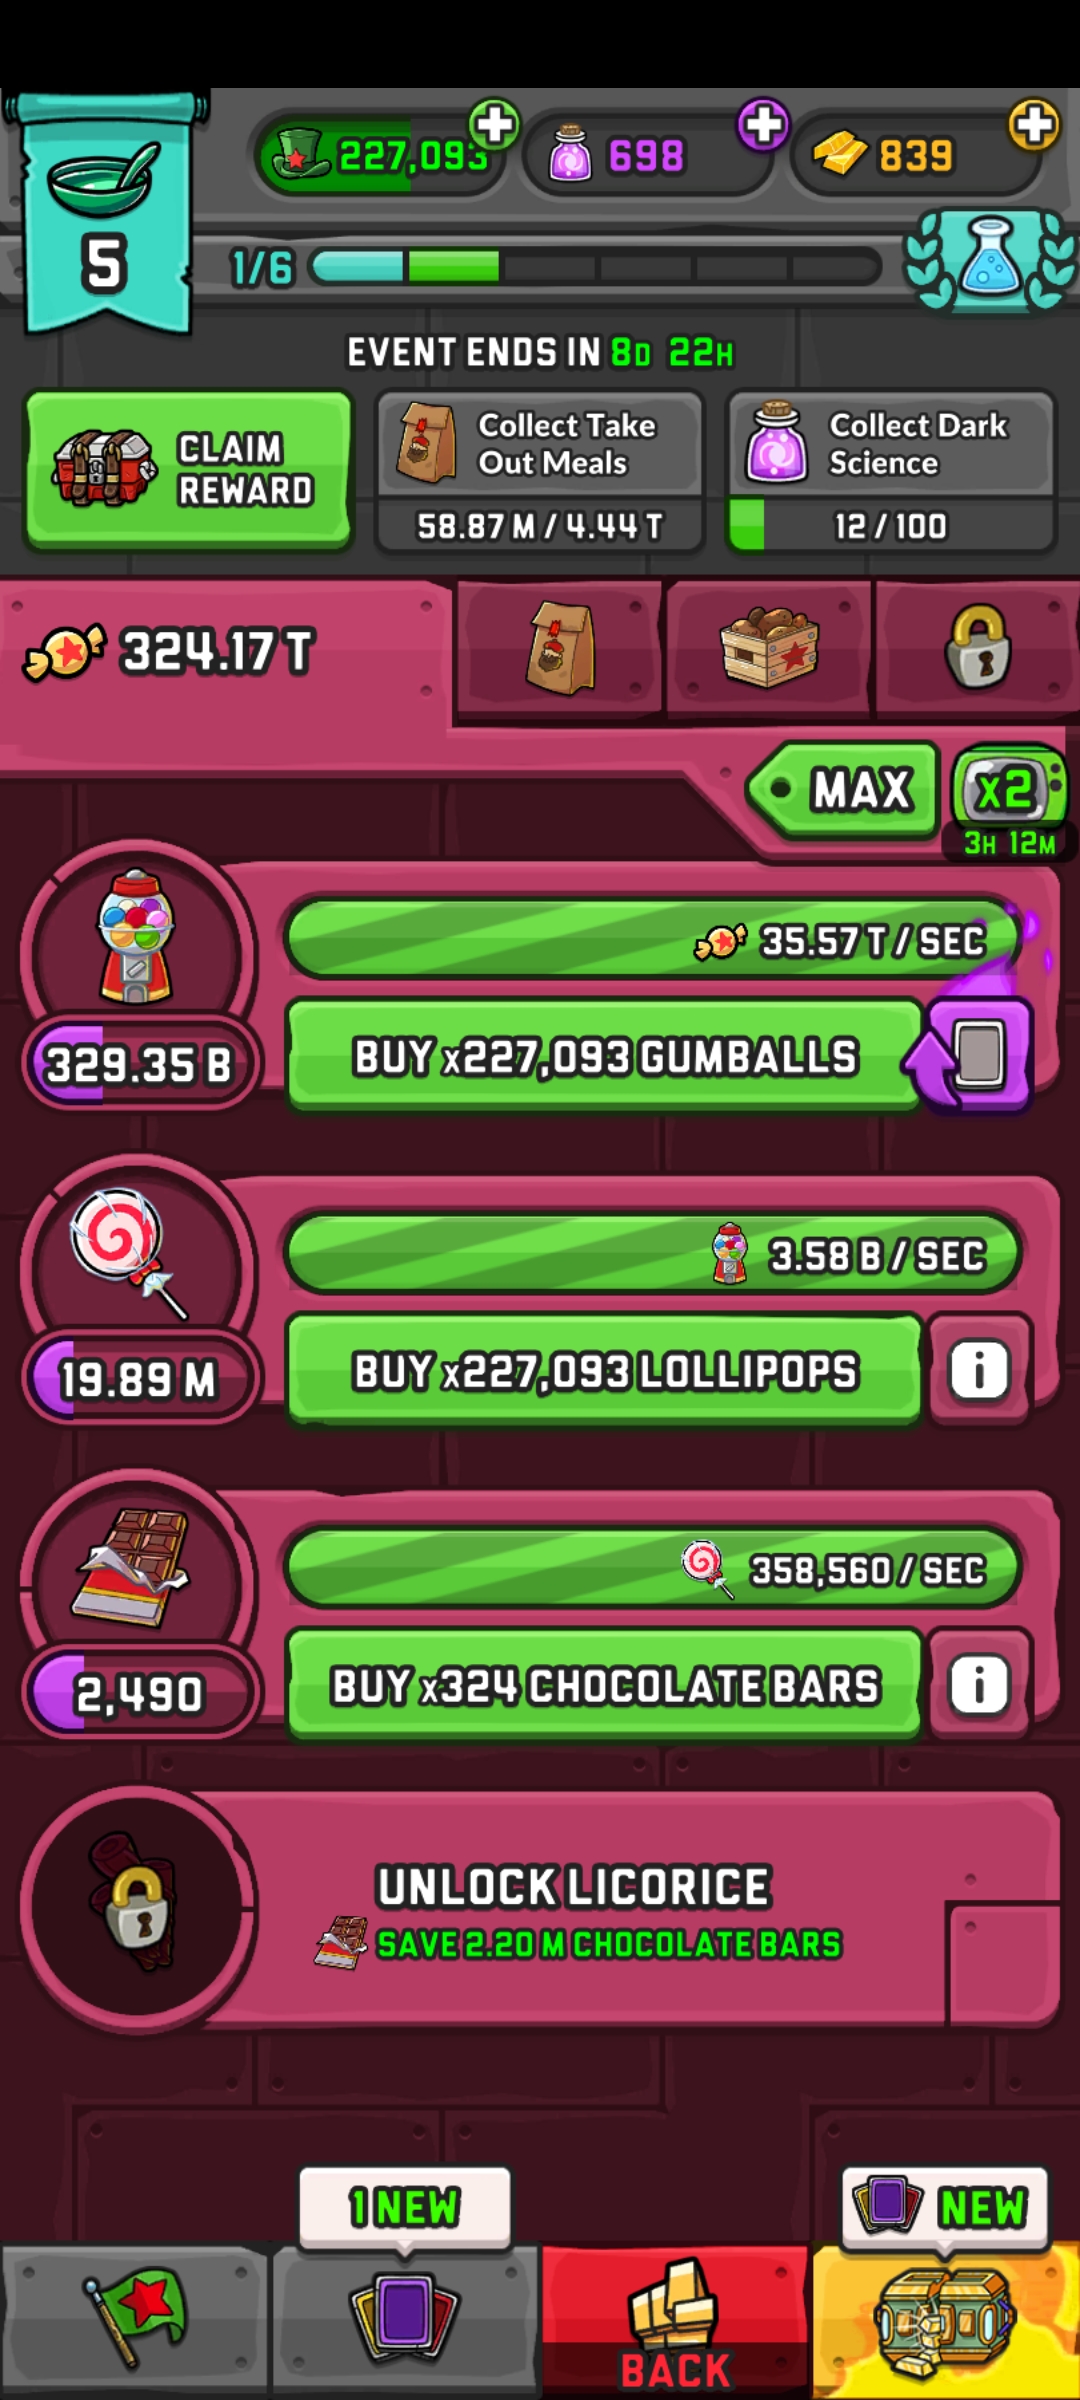 227,093
698
839
5
1/6
EVENT ENDS IN 8D 22H
CLAIM
REWARD
Collect Take
Out Meals
58.87 M / 4.44 T
Collect Dark
Science
12 / 100
324.17 T
MAX
x2
3H 12M
35.57 T / SEC
329.35 B
BUY x227,093 GUMBALLS
3.58 B / SEC
19.89 M
BUY x227,093 LOLLIPOPS
i
358,560 / SEC
2,490
BUY x324 CHOCOLATE BARS
i
UNLOCK LICORICE
SAVE 2.20 M CHOCOLATE BARS
1 NEW
NEW
BACK